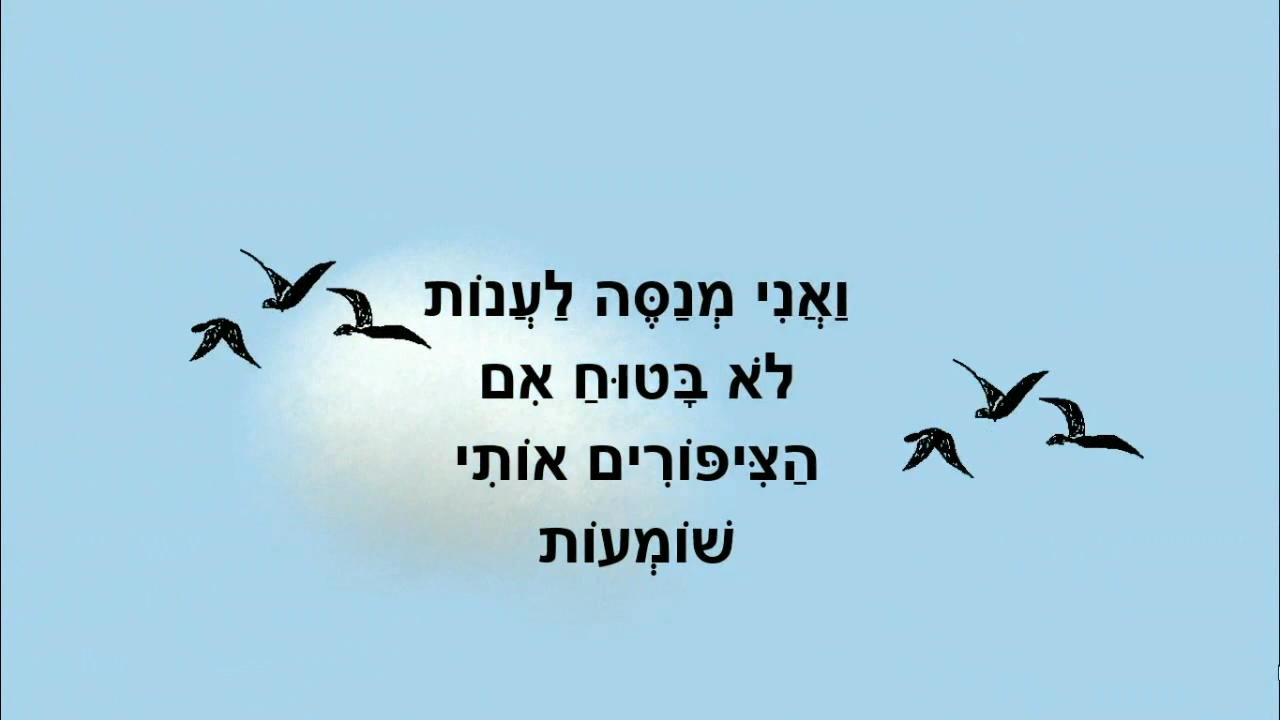 וַאֲנִי מְנַסֶּה לַעֲנוֹת
לֹא בָּטוּחַ אִם
הַצִּיפּוֹרִים אוֹתִי
שׁוֹמְעוֹת